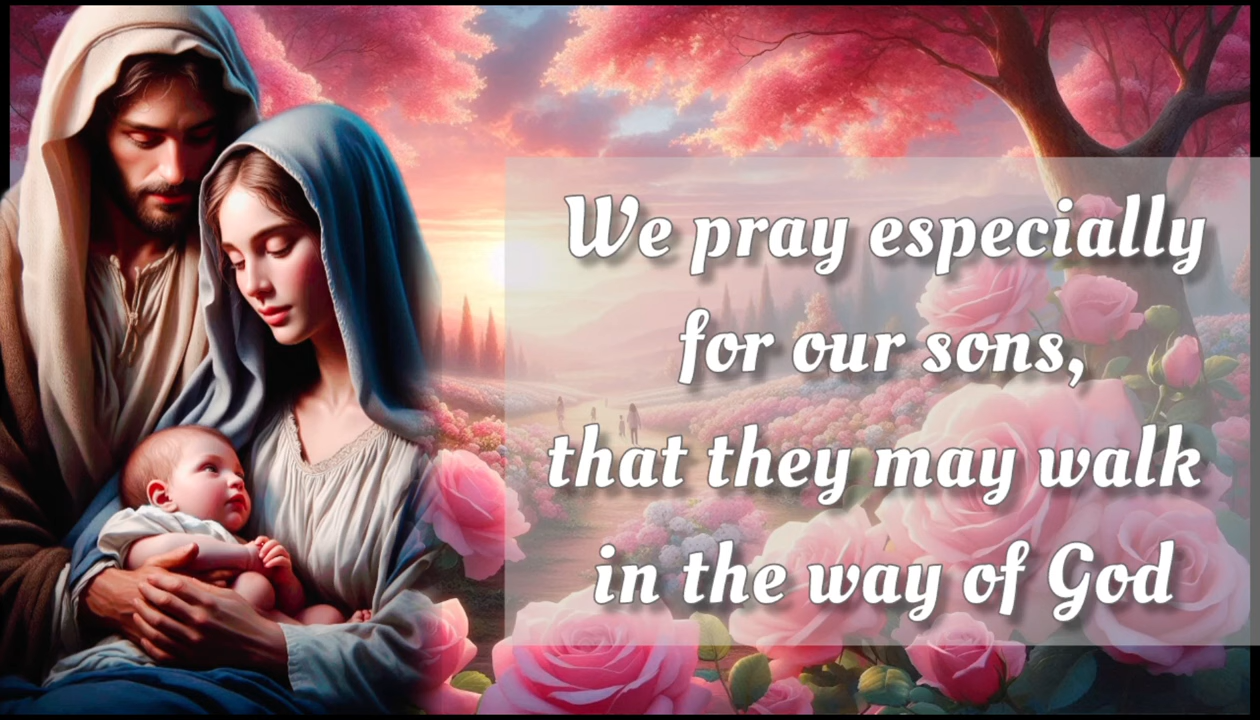 We pray especially
for our sons,
that they may walk
in the way of God